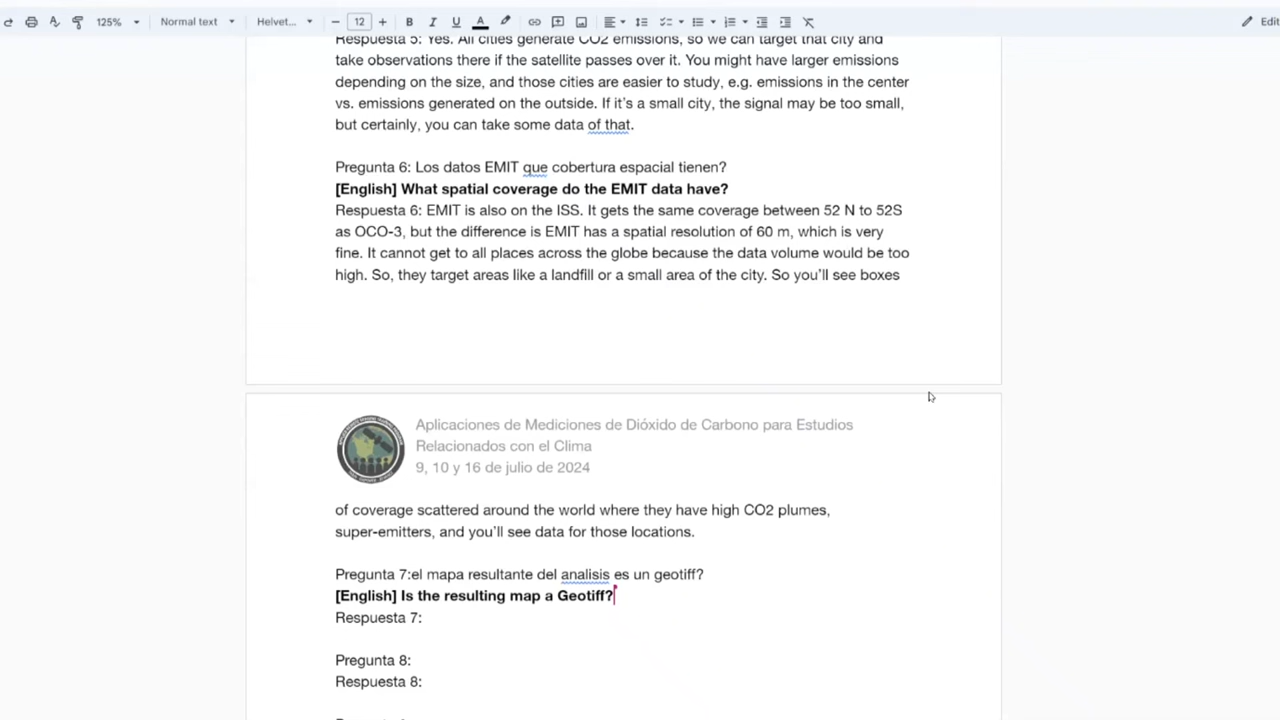 125%
Normal text
Helvet...
12
B
I
U
A
Edit
Respuesta 5: Yes. All cities generate CO2 emissions, so we can target that city and
take observations there if the satellite passes over it. You might have larger emissions
depending on the size, and those cities are easier to study, e.g. emissions in the center
vs. emissions generated on the outside. If it's a small city, the signal may be too small,
but certainly, you can take some data of that.
Pregunta 6: Los datos EMIT que cobertura espacial tienen?
[English] What spatial coverage do the EMIT data have?
Respuesta 6: EMIT is also on the ISS. It gets the same coverage between 52 N to 52S
as OCO-3, but the difference is EMIT has a spatial resolution of 60 m, which is very
fine. It cannot get to all places across the globe because the data volume would be too
high. So, they target areas like a landfill or a small area of the city. So you'll see boxes
Aplicaciones de Mediciones de Dióxido de Carbono para Estudios
Relacionados con el Clima
9, 10 y 16 de julio de 2024
of coverage scattered around the world where they have high CO2 plumes,
super-emitters, and you'll see data for those locations.
Pregunta 7:el mapa resultante del analisis es un geotiff?
[English] Is the resulting map a Geotiff?
Respuesta 7:
Pregunta 8:
Respuesta 8: